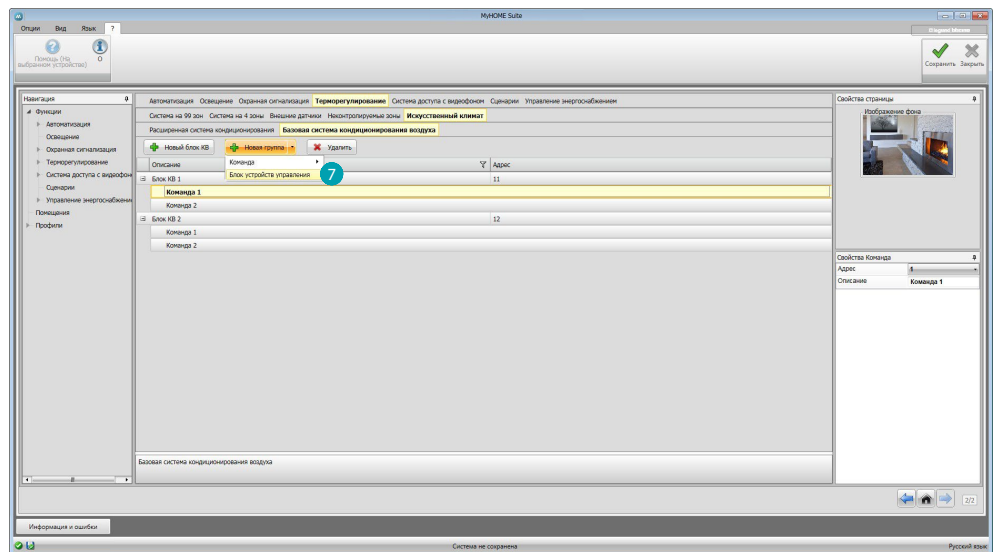 MyHOME Suite
Опции Вид Язык ?
Помощь (На выбранном устройстве)
О
Сохранить Закрыть
Навигация
Функции
Автоматизация
Освещение
Охранная сигнализация
Терморегулирование
Система доступа с видеофон
Сценарии
Управление энергоснабжени
Помещения
Профили
Автоматизация Освещение Охранная сигнализация Терморегулирование Система доступа с видеофоном Сценарии Управление энергоснабжением
Система на 99 зон Система на 4 зоны Внешние датчики Неконтролируемые зоны Искусственный климат
Расширенная система кондиционирования Базовая система кондиционирования воздуха
Новый блок КВ Новая группа Удалить
Описание Адрес
Команда
Блок устройств управления
7
Блок КВ 1 11
Команда 1
Команда 2
Блок КВ 2 12
Команда 1
Команда 2
Базовая система кондиционирования воздуха
Свойства страницы
Изображение фона
Свойства Команда
Адрес 1
Описание Команда 1
2/2
Информация и ошибки
Система не сохранена
Русский язык